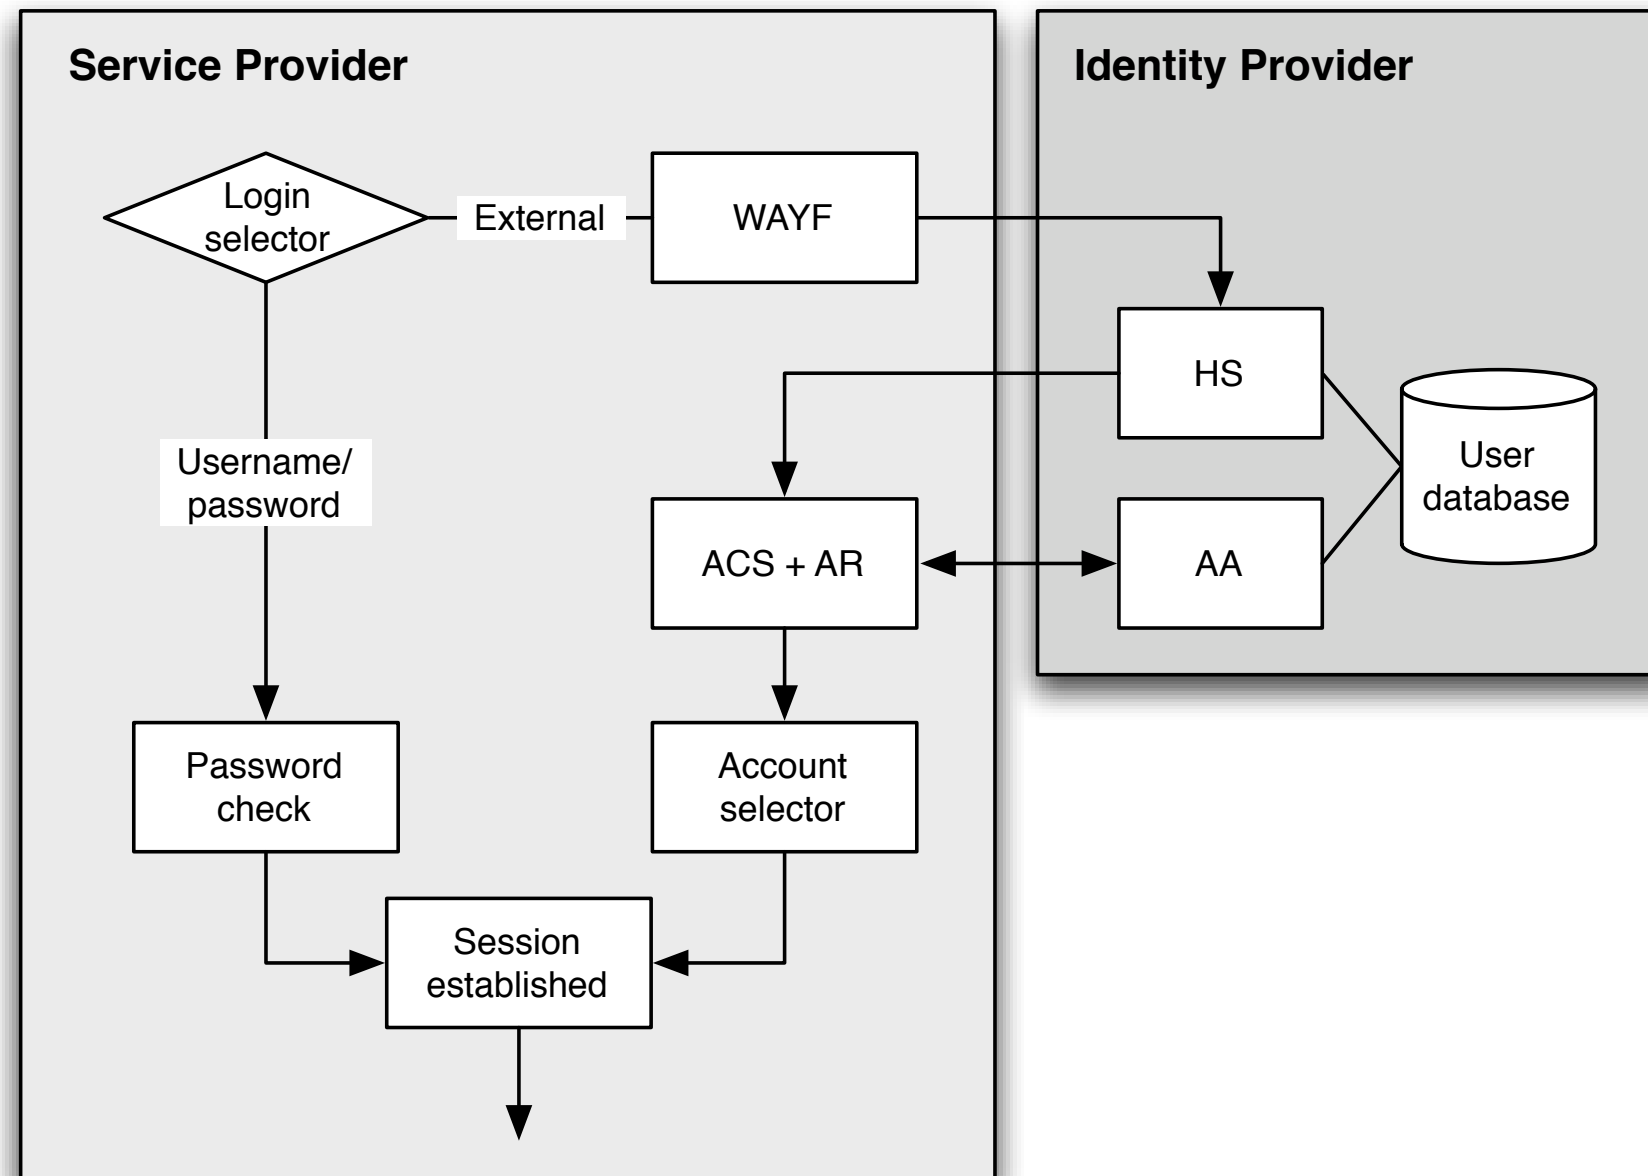 Service Provider
Identity Provider
Login
selector
External
WAYF
HS
User
database
Username/
password
ACS + AR
AA
Password
check
Account
selector
Session
established